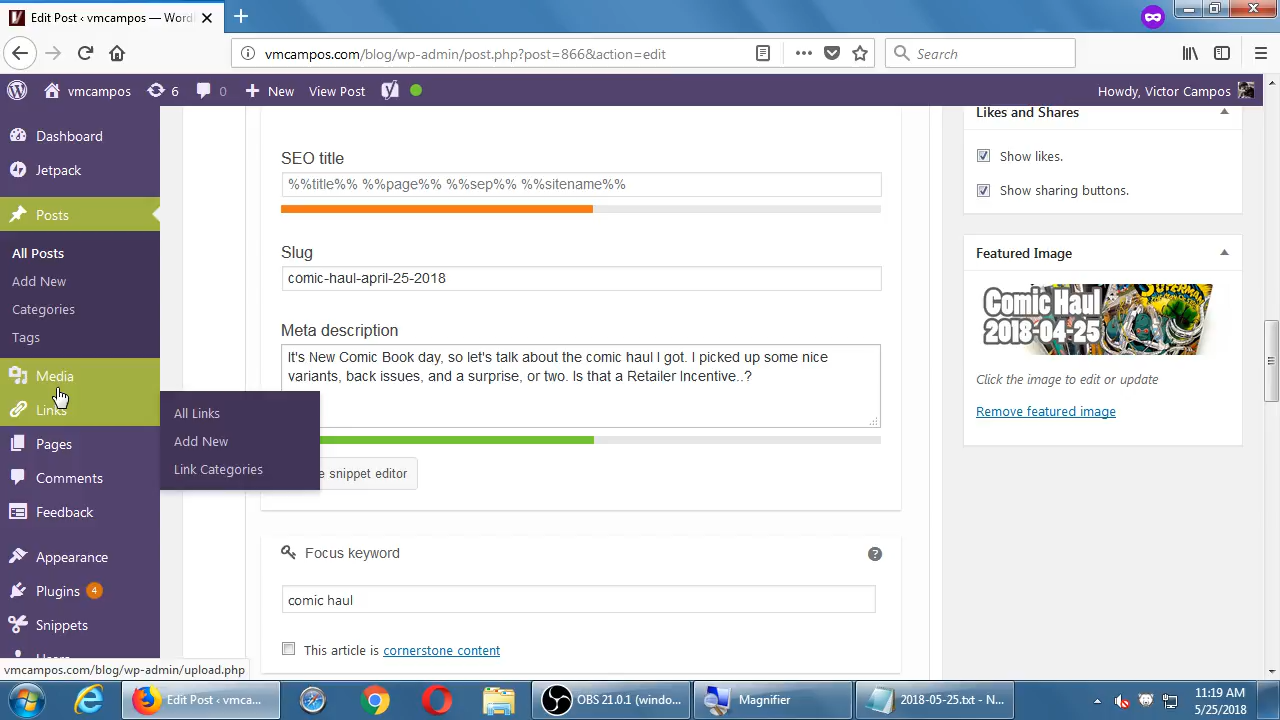 Edit Post ‹ vmcampos — Word
vmcampos.com/blog/wp-admin/post.php?post=866&action=edit
Search
vmcampos
6
0
New
View Post
Howdy, Victor Campos
Dashboard
Jetpack
Posts
All Posts
Add New
Categories
Tags
Media
Links
Pages
Comments
Feedback
Appearance
Plugins 4
Snippets
Users
All Links
Add New
Link Categories
SEO title
%%title%% %%page%% %%sep%% %%sitename%%
Slug
comic-haul-april-25-2018
Meta description
It's New Comic Book day, so let's talk about the comic haul I got. I picked up some nice
variants, back issues, and a surprise, or two. Is that a Retailer Incentive..?
snippet editor
Focus keyword
comic haul
This article is cornerstone content
Likes and Shares
Show likes.
Show sharing buttons.
Featured Image
Comic Haul
2018-04-25
Click the image to edit or update
Remove featured image
vmcampos.com/blog/wp-admin/upload.php
Edit Post ‹ vmca...
OBS 21.0.1 (windo...
Magnifier
2018-05-25.txt - N...
11:19 AM
5/25/2018